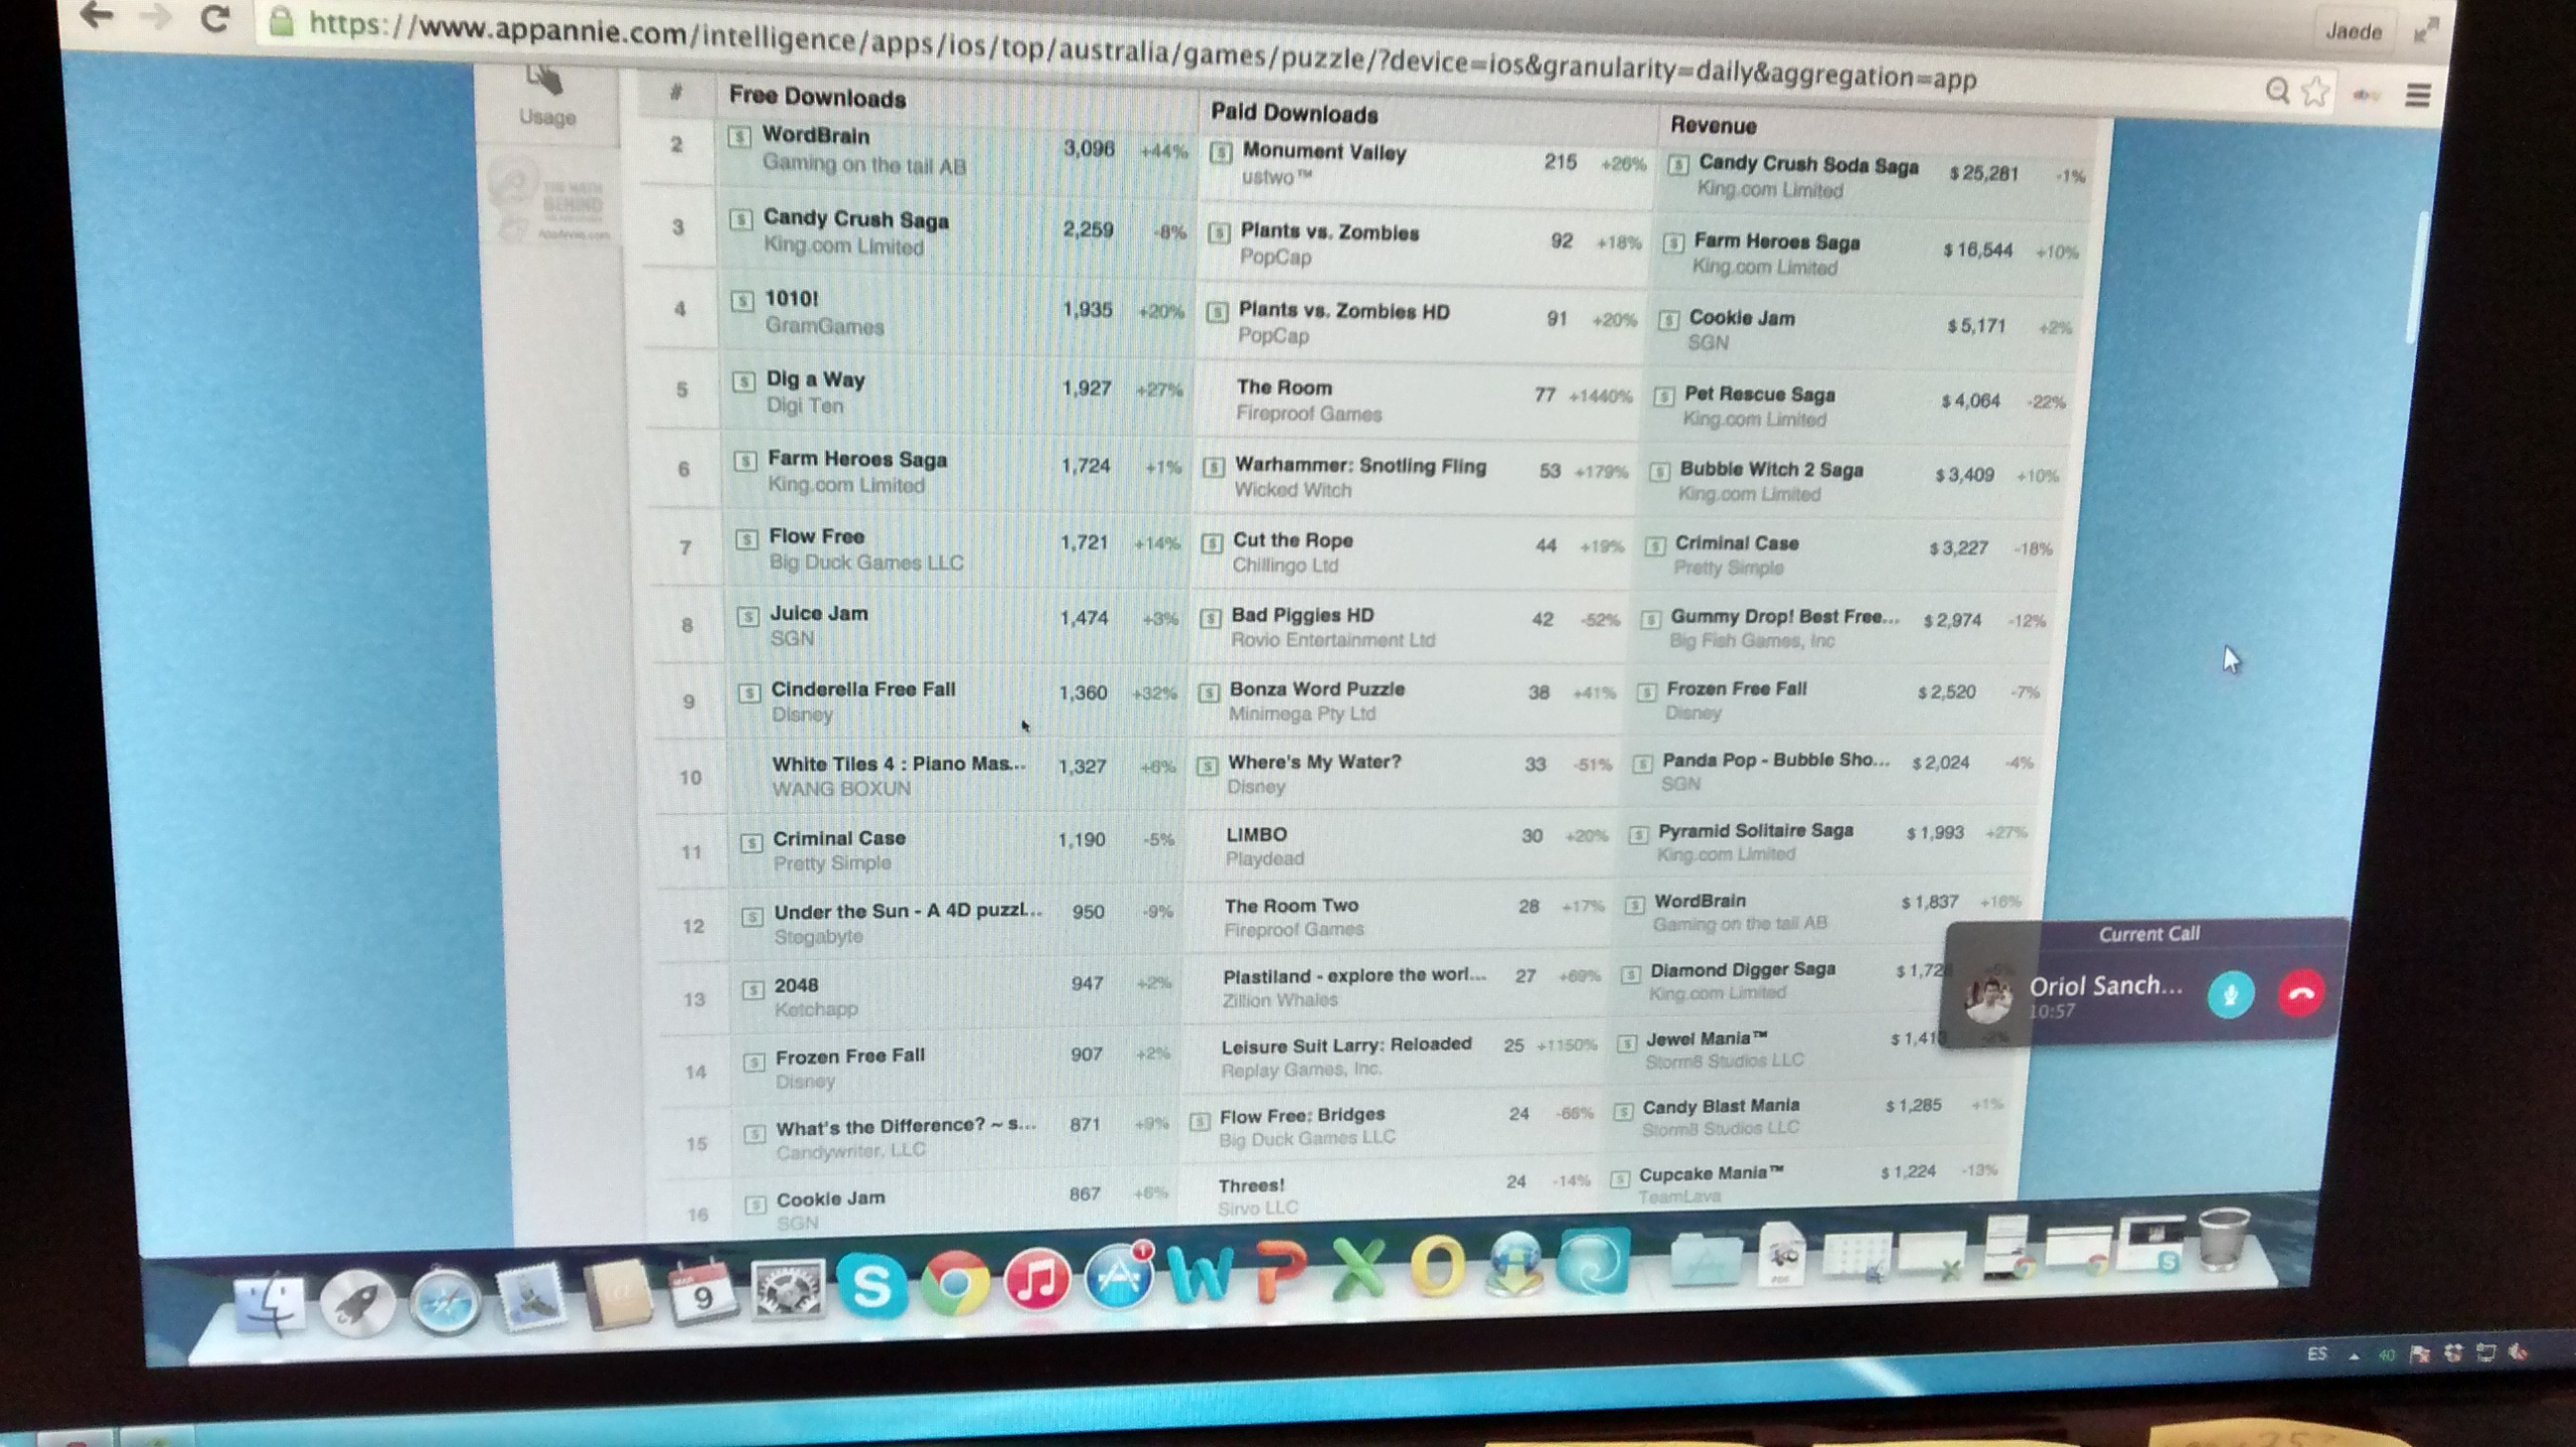 https://www.appannie.com/intelligence/apps/ios/top/australia/games/puzzle/?device=ios&granularity=daily&aggregation=app
Jaede
Usage
THE MATH
BEHIND
# Free Downloads Paid Downloads Revenue
2 WordBrain 3,096 +44% Monument Valley 215 +26% Candy Crush Soda Saga $25,281 -1%
Gaming on the tail AB ustwo™ King.com Limited
3 Candy Crush Saga 2,259 -8% Plants vs. Zombies 92 +18% Farm Heroes Saga $16,544 +10%
King.com Limited PopCap King.com Limited
4 1010! 1,935 +20% Plants vs. Zombies HD 91 +20% Cookie Jam $5,171 +2%
GramGames PopCap SGN
5 Dig a Way 1,927 +27% The Room 77 +1440% Pet Rescue Saga $4,064 -22%
Digi Ten Fireproof Games King.com Limited
6 Farm Heroes Saga 1,724 +1% Warhammer: Snotling Fling 53 +179% Bubble Witch 2 Saga $3,409 +10%
King.com Limited Wicked Witch King.com Limited
7 Flow Free 1,721 +14% Cut the Rope 44 +19% Criminal Case $3,227 -18%
Big Duck Games LLC Chillingo Ltd Pretty Simple
8 Juice Jam 1,474 +3% Bad Piggies HD 42 -52% Gummy Drop! Best Free... $2,974 -12%
SGN Rovio Entertainment Ltd Big Fish Games, Inc
9 Cinderella Free Fall 1,360 +32% Bonza Word Puzzle 38 +41% Frozen Free Fall $2,520 -7%
Disney Minimega Pty Ltd Disney
10 White Tiles 4 : Piano Mas... 1,327 +6% Where's My Water? 33 -51% Panda Pop - Bubble Sho... $2,024 -4%
WANG BOXUN Disney SGN
11 Criminal Case 1,190 -5% LIMBO 30 +20% Pyramid Solitaire Saga $1,993 +27%
Pretty Simple Playdead King.com Limited
12 Under the Sun - A 4D puzzl... 950 -9% The Room Two 28 +17% WordBrain $1,837 +16%
Stegabyte Fireproof Games Gaming on the tail AB
13 2048 947 +2% Plastiland - explore the worl... 27 +69% Diamond Digger Saga $1,72
Ketchapp Zillion Whales King.com Limited
14 Frozen Free Fall 907 +2% Leisure Suit Larry: Reloaded 25 +1150% Jewel Mania™ $1,41
Disney Replay Games, Inc. Storm8 Studios LLC
15 What's the Difference? ~ s... 871 +9% Flow Free: Bridges 24 -66% Candy Blast Mania $1,285 +1%
Candywriter, LLC Big Duck Games LLC Storm8 Studios LLC
16 Cookie Jam 867 +6% Threes! 24 -14% Cupcake Mania™ $1,224 -13%
SGN Sirvo LLC TeamLava
Current Call
Oriol Sanch...
10:57
9
1
PDF
ES 40